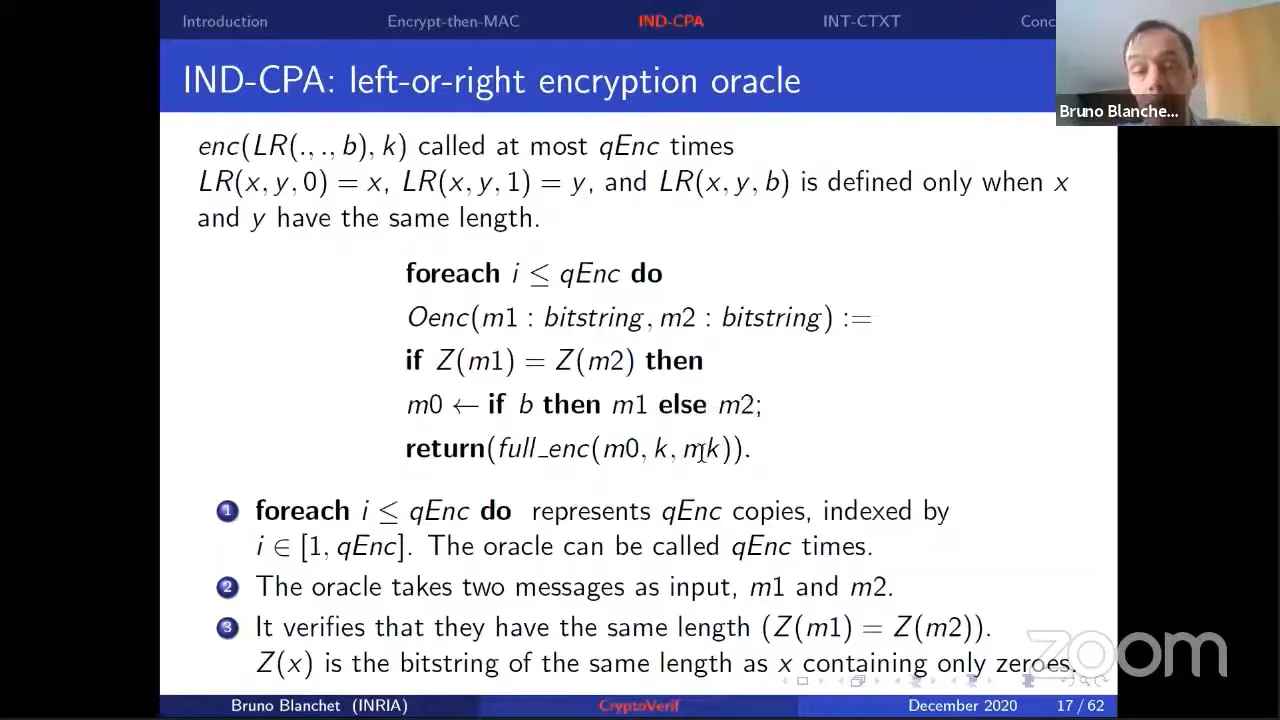 Introduction Encrypt-then-MAC IND-CPA INT-CTXT Conc
IND-CPA: left-or-right encryption oracle
Bruno Blanche...
enc(LR(., ., b), k) called at most qEnc times
LR(x, y, 0) = x, LR(x, y, 1) = y, and LR(x, y, b) is defined only when x
and y have the same length.
foreach i ≤ qEnc do
Oenc(m1 : bitstring, m2 : bitstring) :=
if Z(m1) = Z(m2) then
m0 ← if b then m1 else m2;
return(full_enc(m0, k, mk)).
1 foreach i ≤ qEnc do represents qEnc copies, indexed by
i ∈ [1, qEnc]. The oracle can be called qEnc times.
2 The oracle takes two messages as input, m1 and m2.
3 It verifies that they have the same length (Z(m1) = Z(m2)).
Z(x) is the bitstring of the same length as x containing only zeroes.
zoom
Bruno Blanchet (INRIA) CryptoVerif December 2020 17 / 62